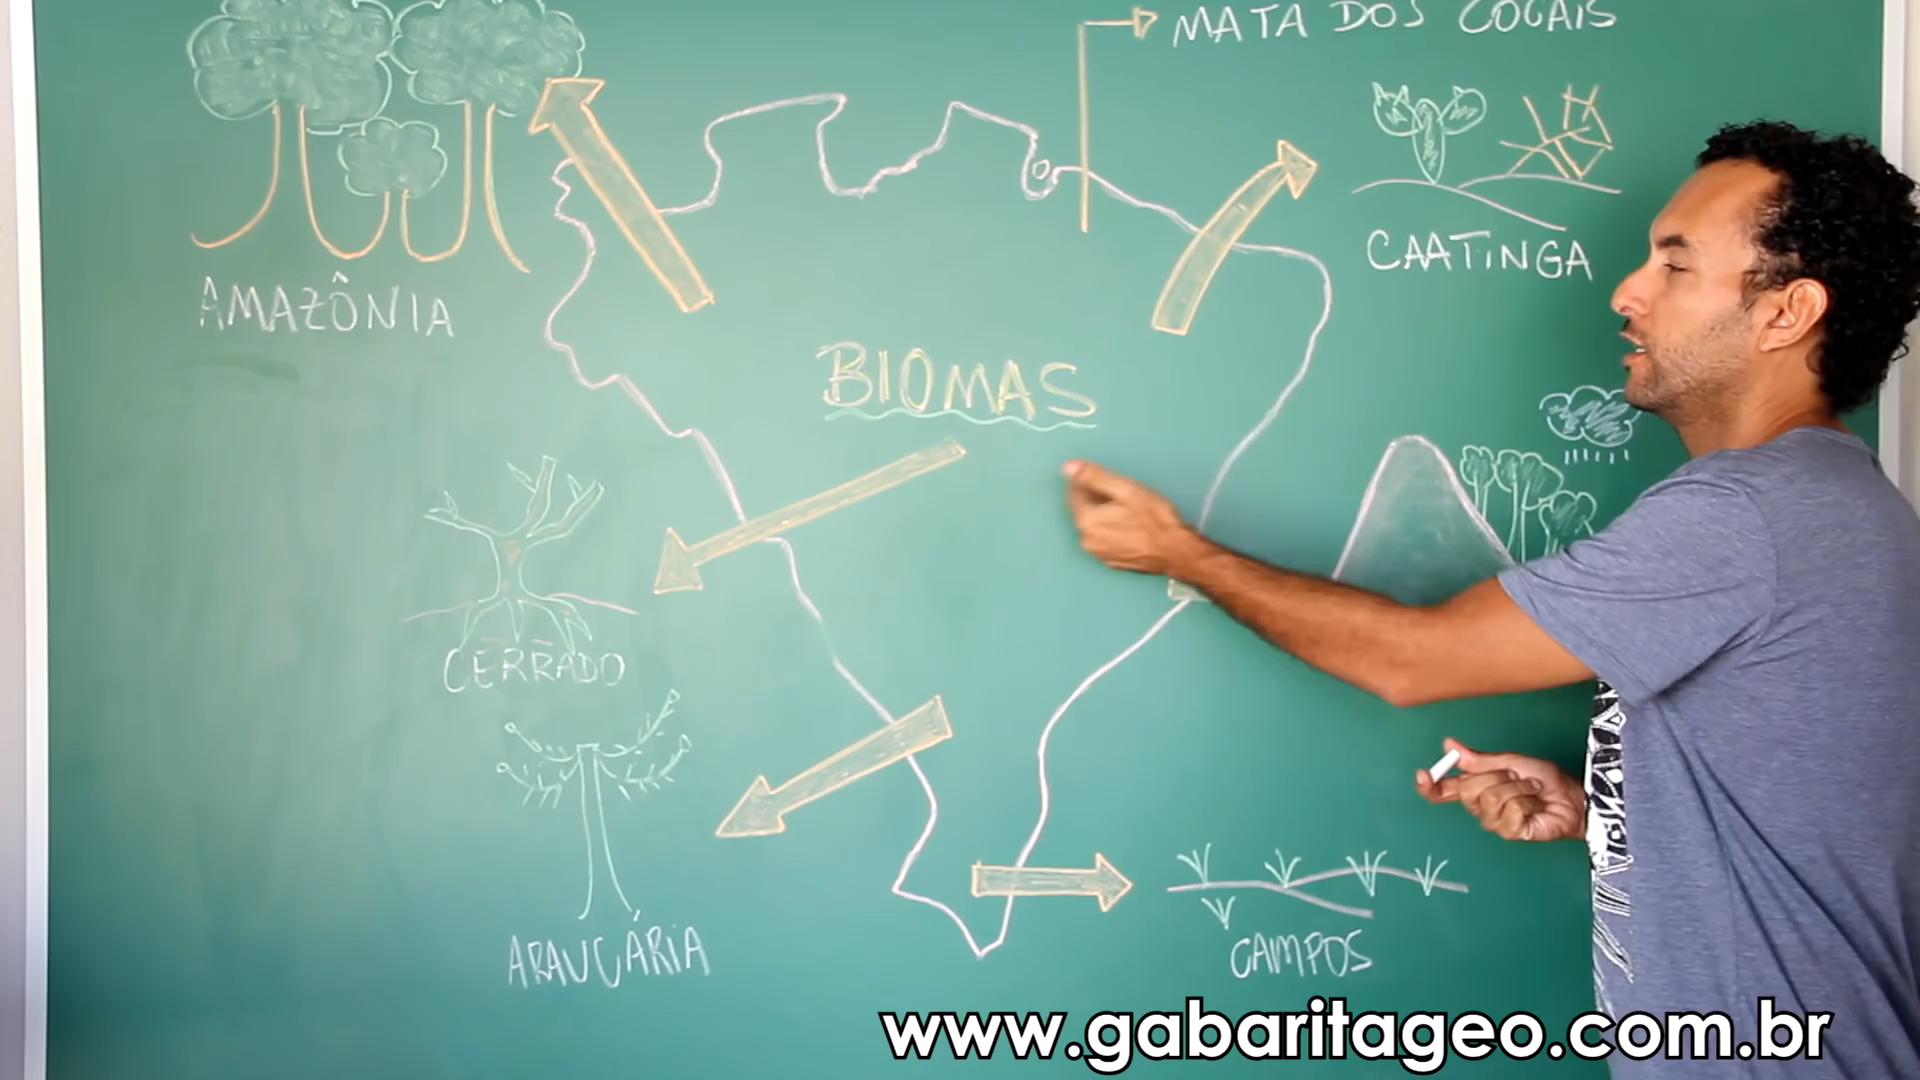 MATA DOS COCAIS
CAATINGA
AMAZÔNIA
BIOMAS
CERRADO
ARAUCÁRIA
CAMPOS
www.gabaritageo.com.br